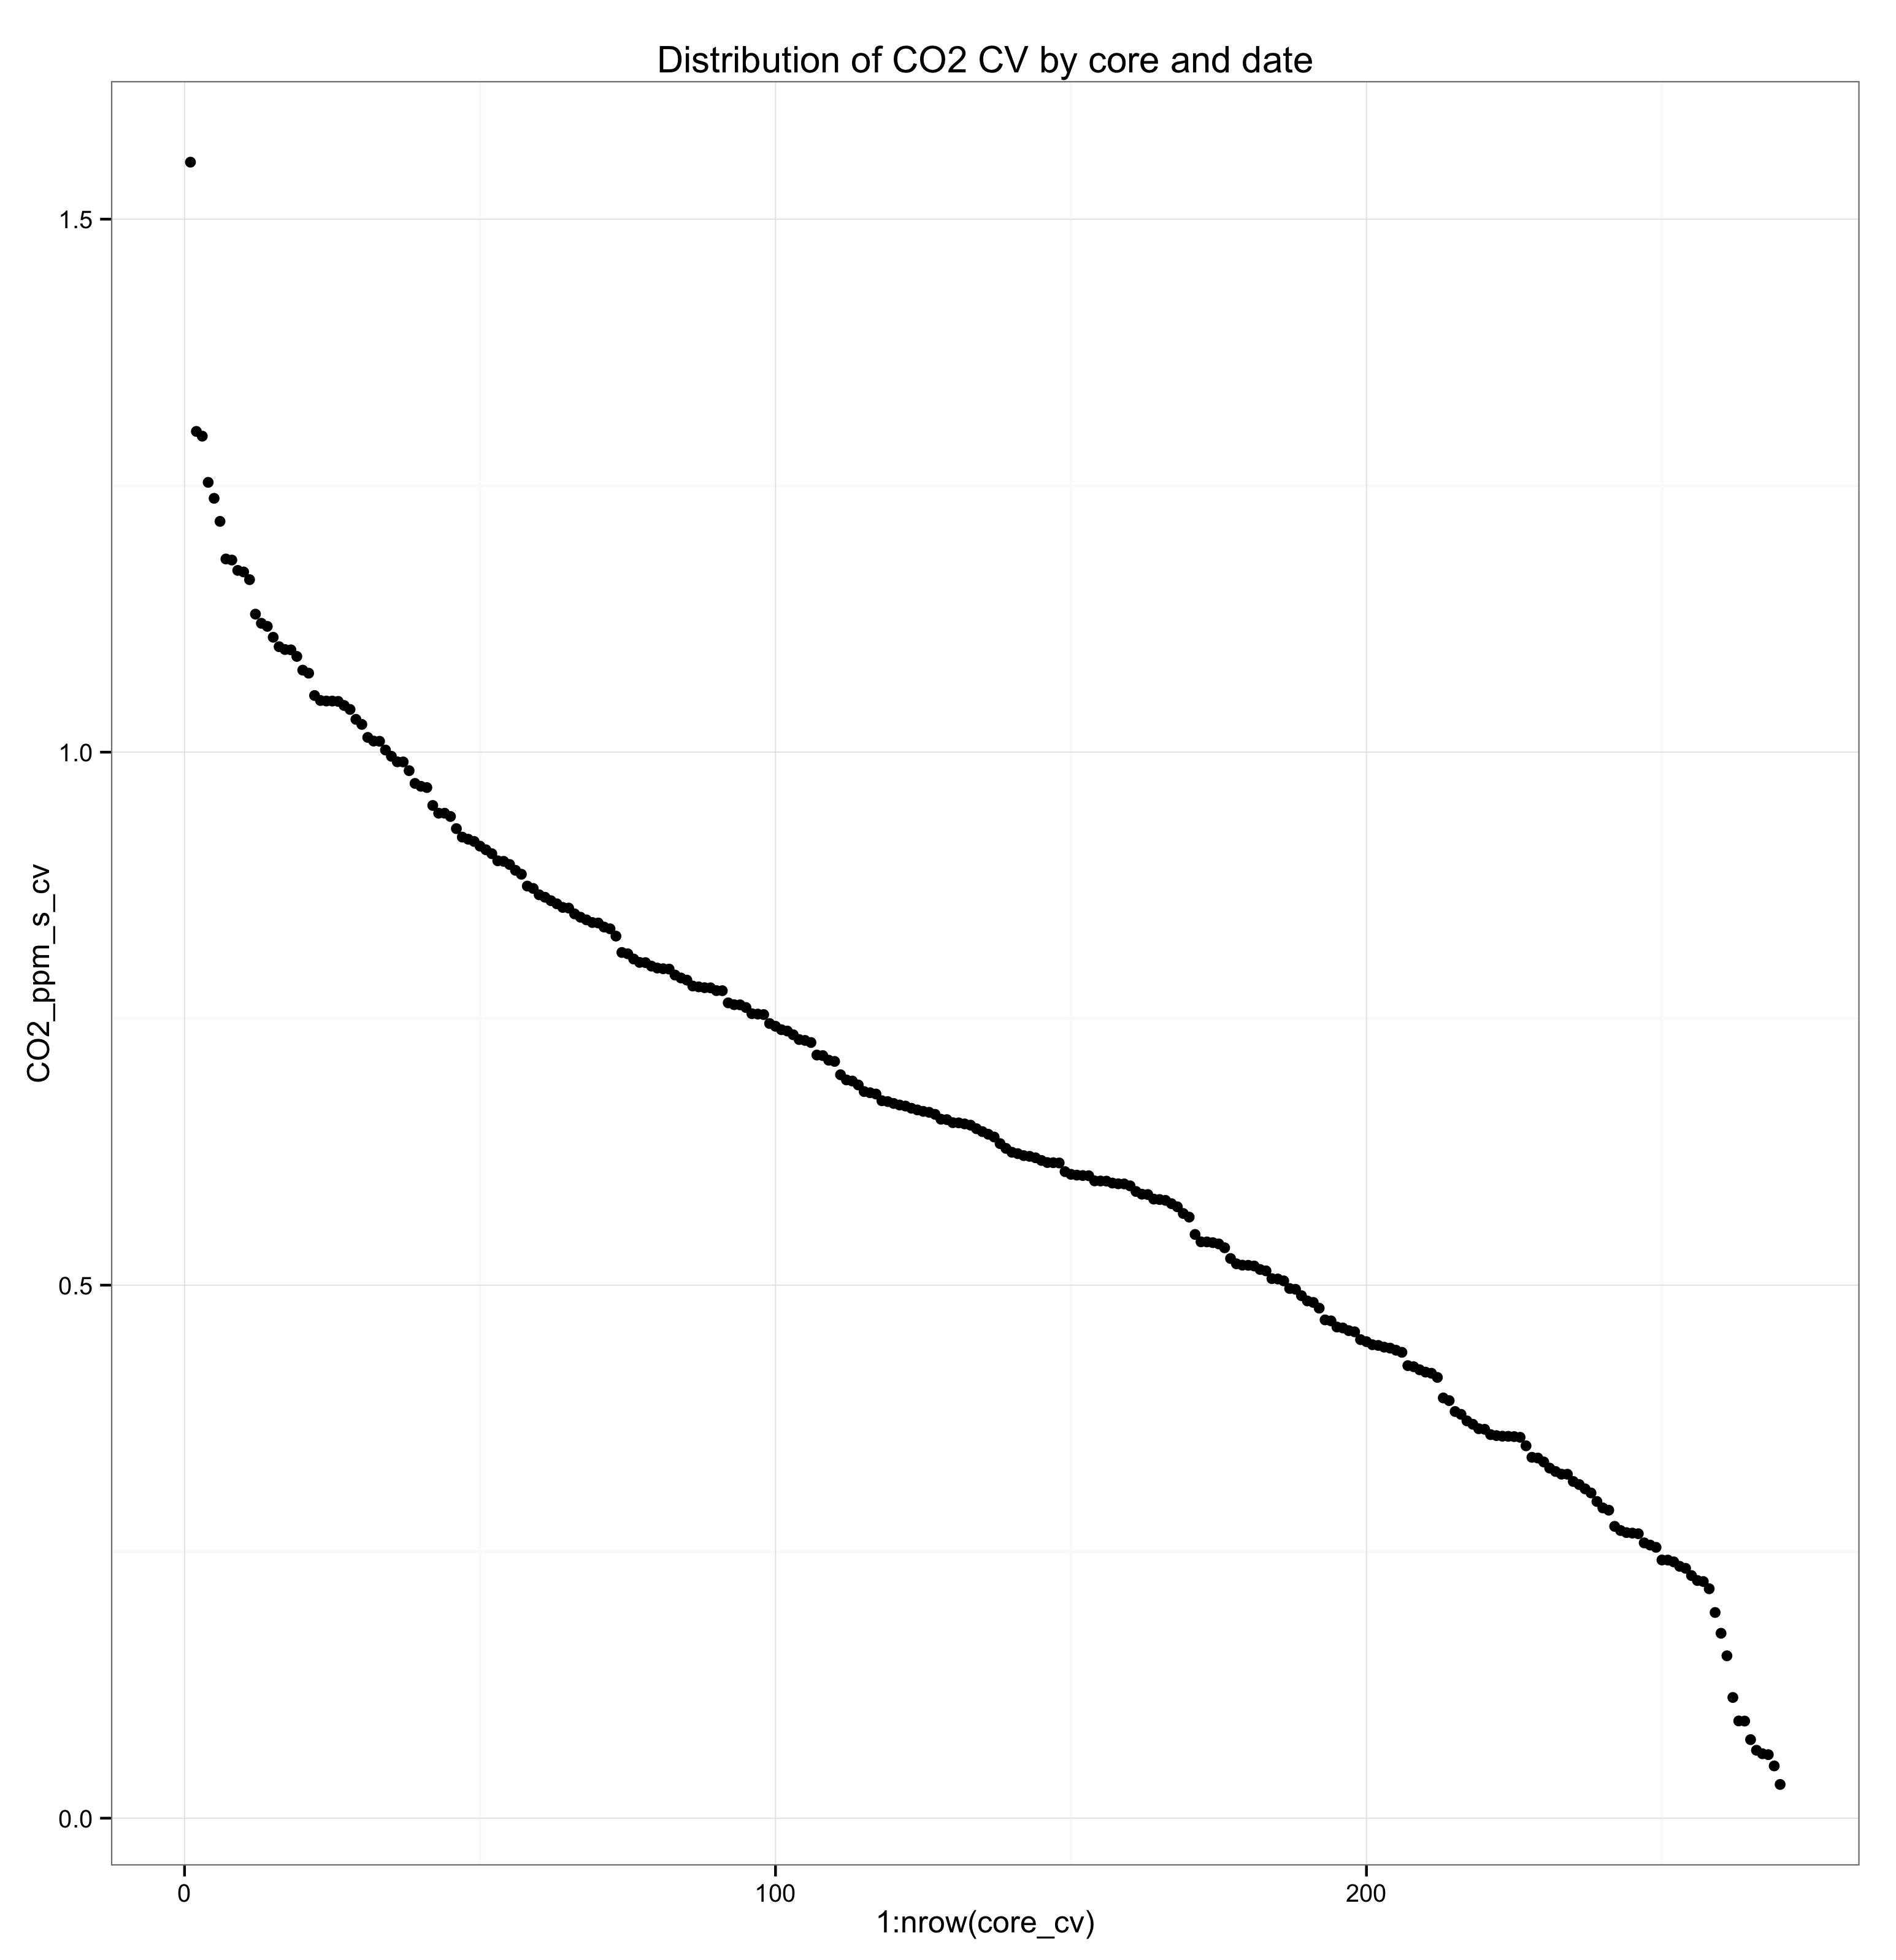 Distribution of CO2 CV by core and date
CO2_ppm_s_cv
1.5
1.0
0.5
0.0
0
100
200
1:nrow(core_cv)